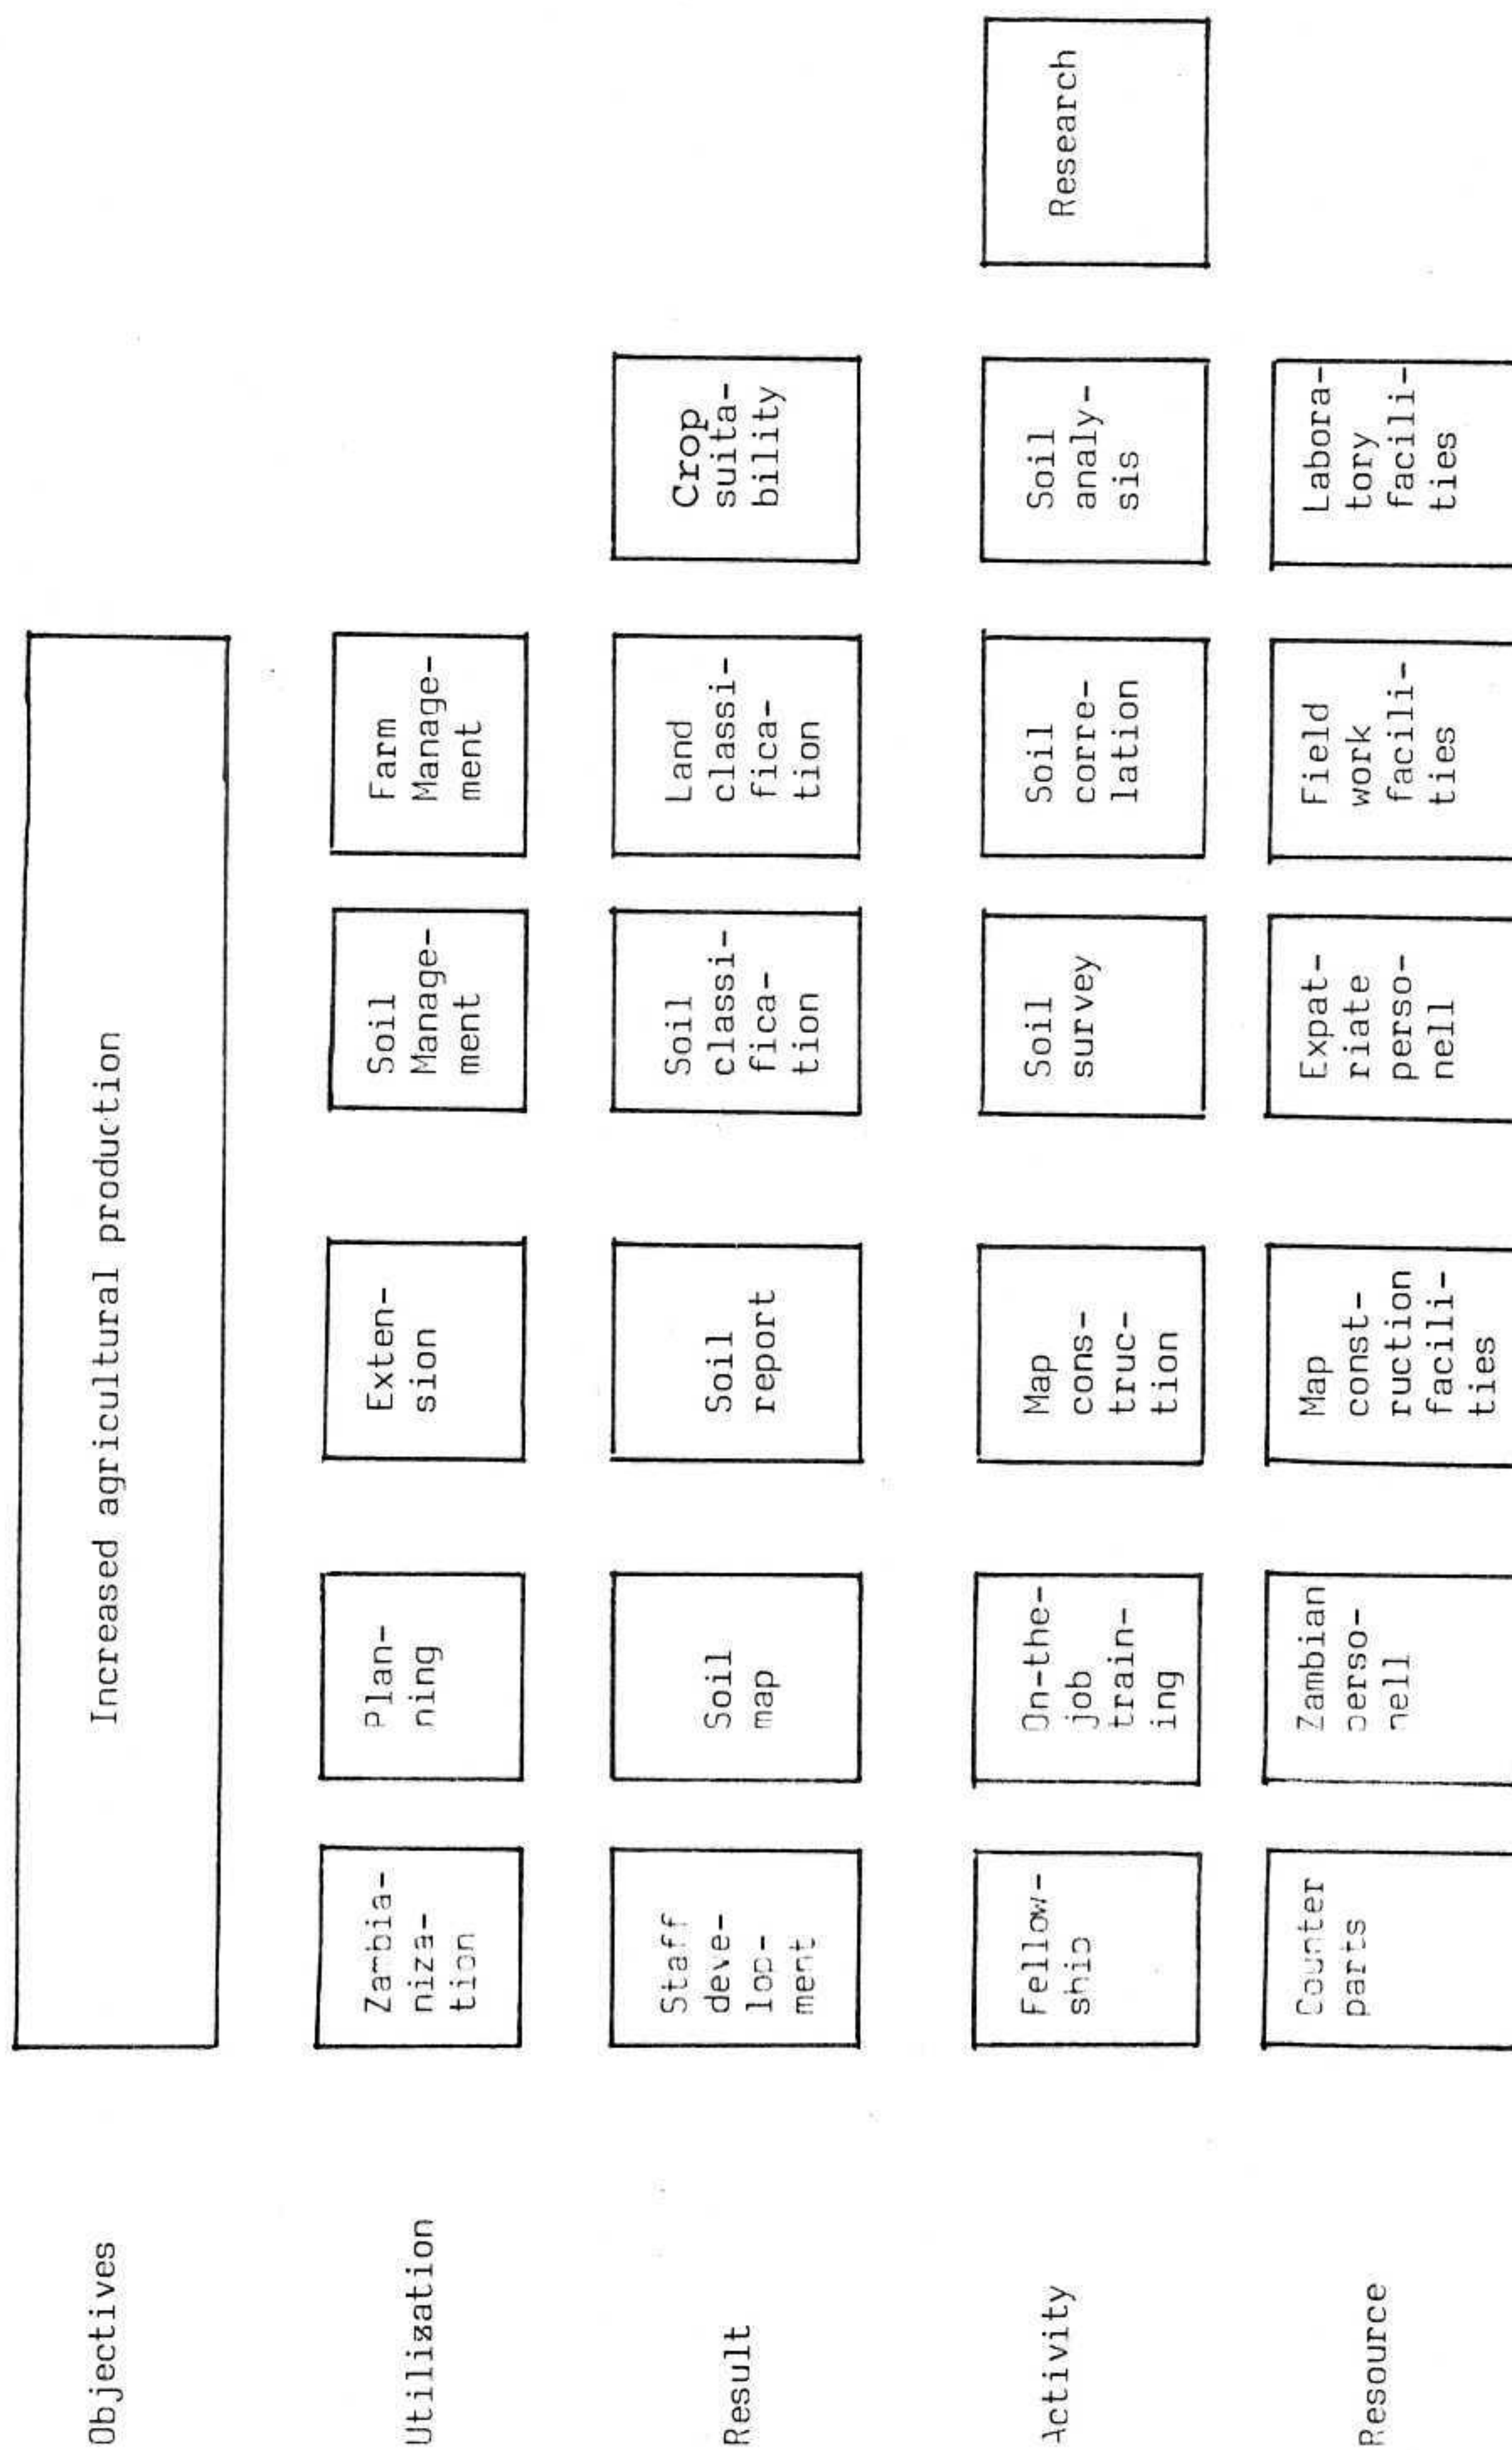 Objectives
Increased agricultural production
Utilization
Zambia-
niza-
tion
Plan-
ning
Exten-
sion
Soil
Manage-
ment
Farm
Manage-
ment
Result
Staff
deve-
lop-
ment
Soil
map
Soil
report
Soil
classi-
fica-
tion
Land
classi-
fica-
tion
Crop
suita-
bility
Activity
Fellow-
ship
On-the-
job
train-
ing
Map
cons-
truc-
tion
Soil
survey
Soil
corre-
lation
Soil
analy-
sis
Research
Resource
Counter
parts
Zambian
perso-
nell
Map
const-
ruction
facili-
ties
Expat-
riate
perso-
nell
Field
work
facili-
ties
Labora-
tory
facili-
ties